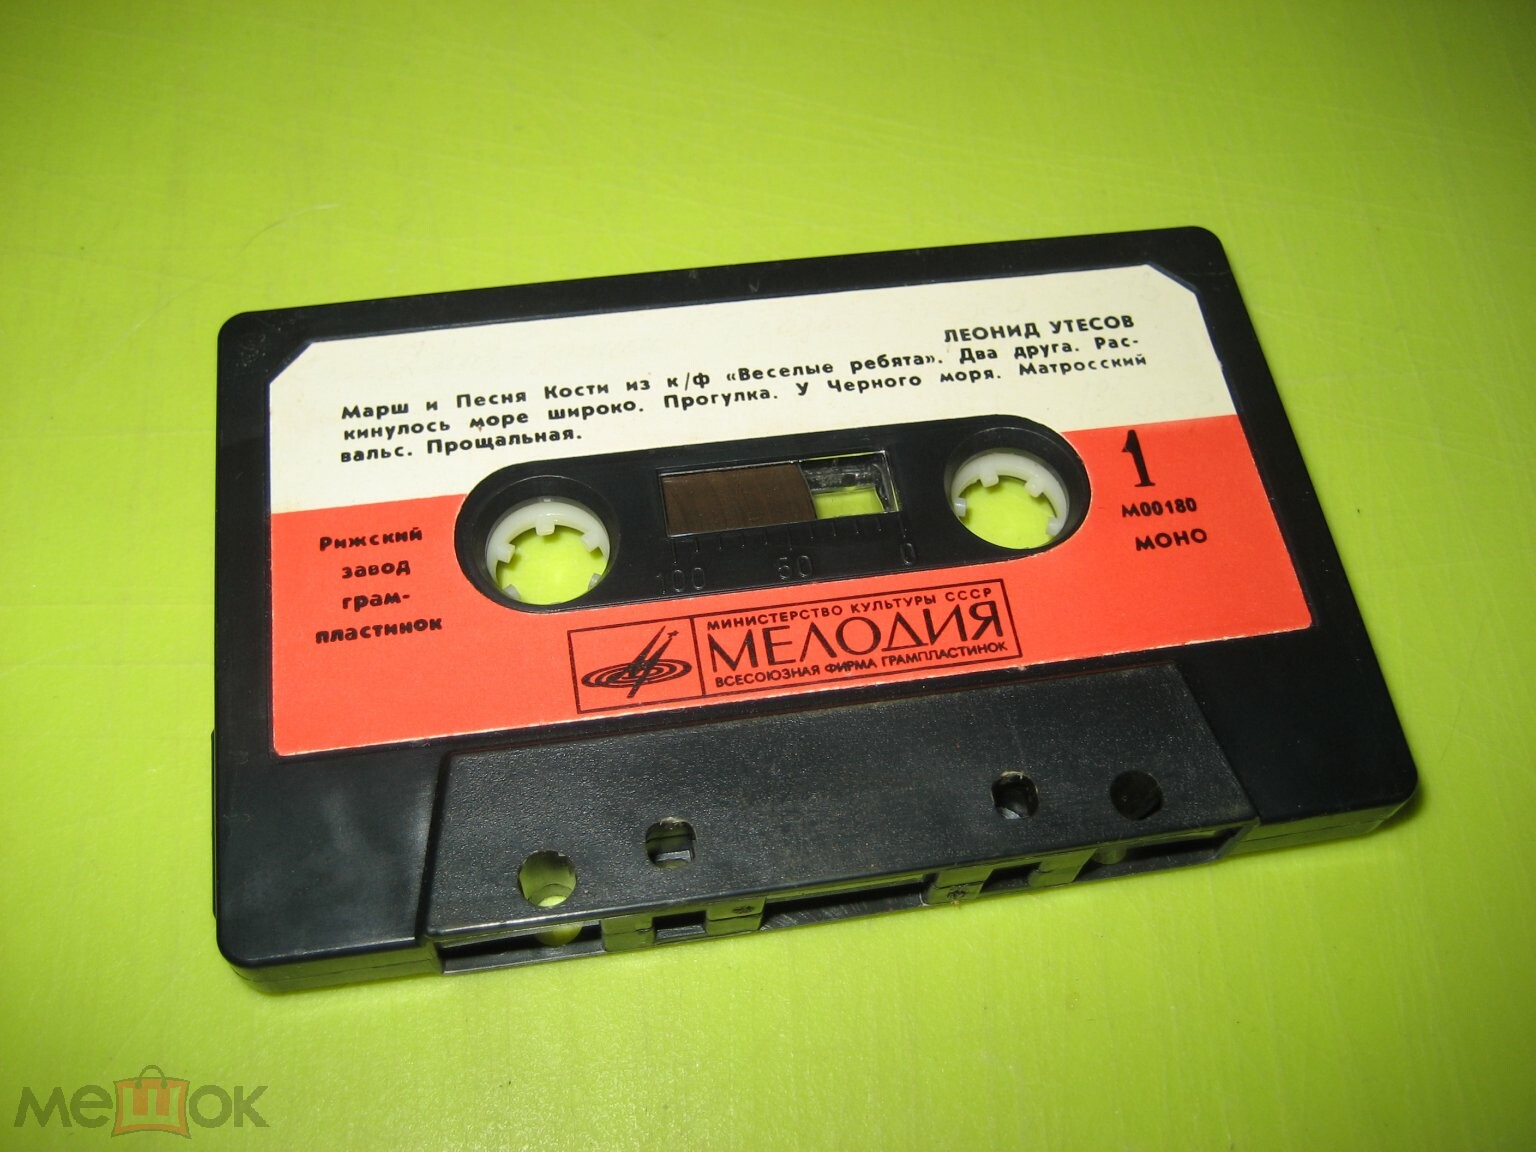 ЛЕОНИД УТЕСОВ
Марш и Песня Кости из к/ф «Веселые ребята». Два друга. Рас-
кинулось море широко. Прогулка. У Черного моря. Матросский
вальс. Прощальная.
1
М00180
МОНО
Рижский
завод
грам-
пластинок
100 50 0
МИНИСТЕРСТВО КУЛЬТУРЫ СССР
МЕЛОДИЯ
ВСЕСОЮЗНАЯ ФИРМА ГРАМПЛАСТИНОК
мешок